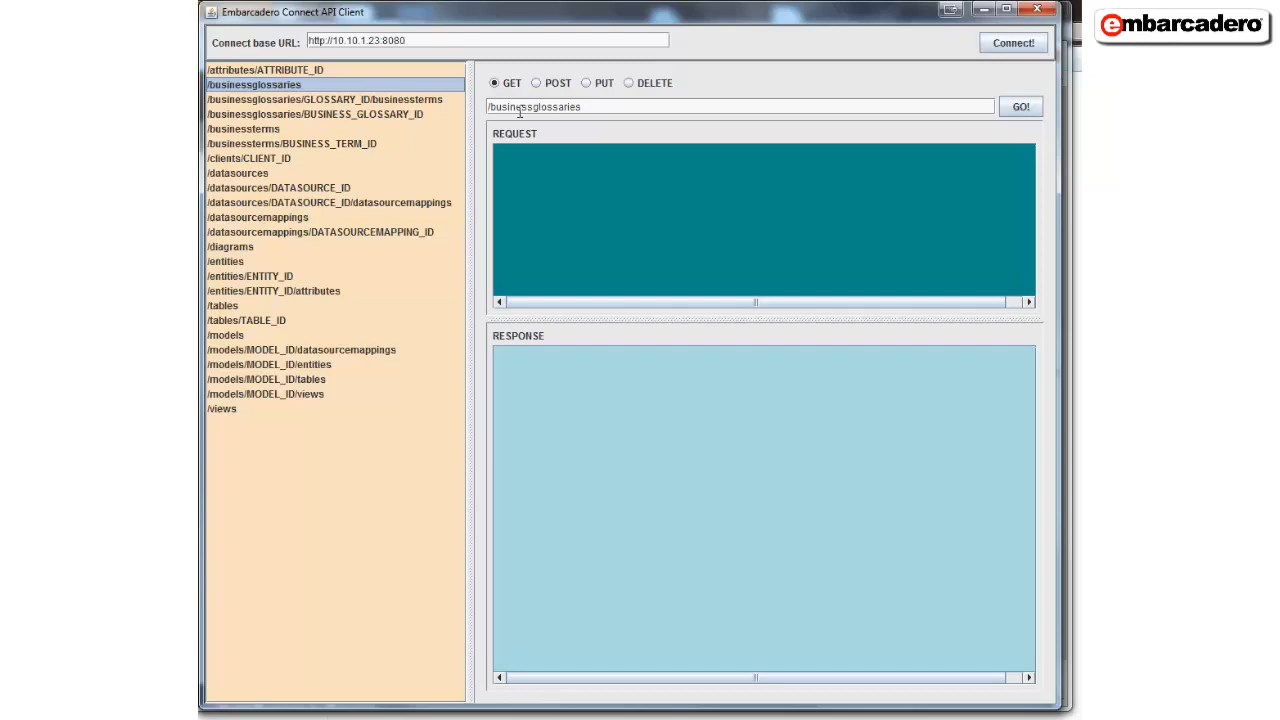 Embarcadero Connect API Client
embarcadero
Connect base URL: http://10.10.1.23:8080 Connect!
/attributes/ATTRIBUTE_ID
/businessglossaries
/businessglossaries/GLOSSARY_ID/businessterms
/businessglossaries/BUSINESS_GLOSSARY_ID
/businessterms
/businessterms/BUSINESS_TERM_ID
/clients/CLIENT_ID
/datasources
/datasources/DATASOURCE_ID
/datasources/DATASOURCE_ID/datasourcemappings
/datasourcemappings
/datasourcemappings/DATASOURCEMAPPING_ID
/diagrams
/entities
/entities/ENTITY_ID
/entities/ENTITY_ID/attributes
/tables
/tables/TABLE_ID
/models
/models/MODEL_ID/datasourcemappings
/models/MODEL_ID/entities
/models/MODEL_ID/tables
/models/MODEL_ID/views
/views
GET POST PUT DELETE
/businessglossaries GO!
REQUEST
RESPONSE